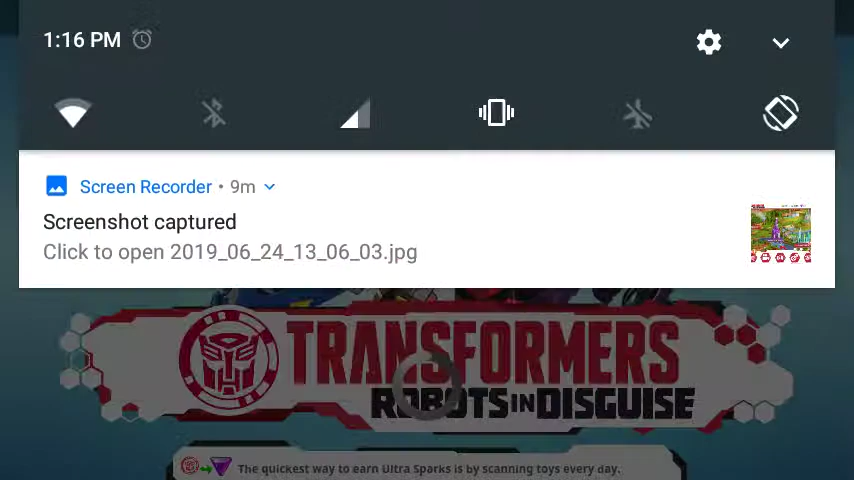 1:16 PM
Screen Recorder • 9m
Screenshot captured
Click to open 2019_06_24_13_06_03.jpg
TRANSFORMERS
ROBOTS IN DISGUISE
The quickest way to earn Ultra Sparks is by scanning toys every day.